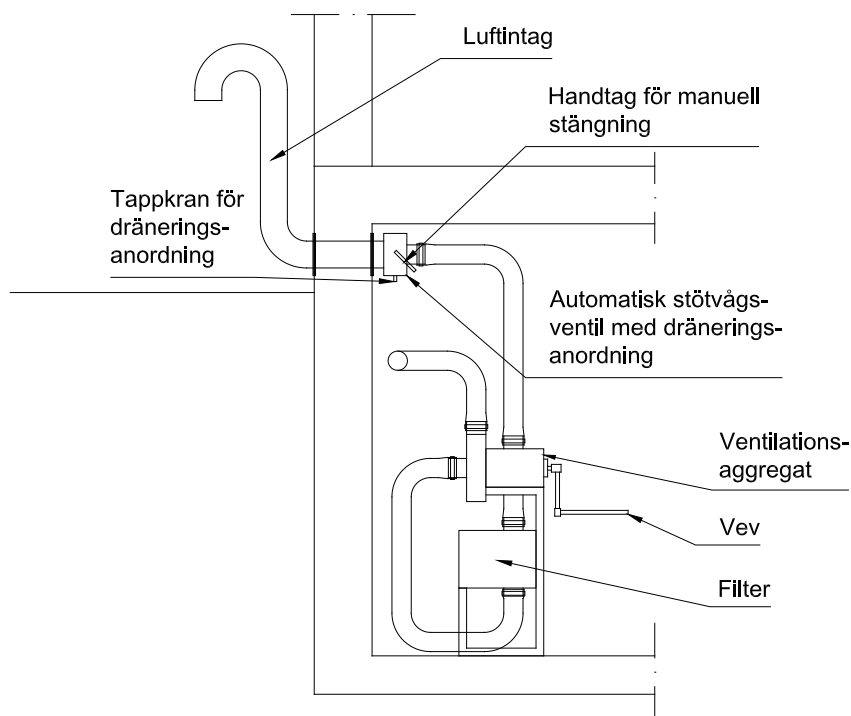 Luftintag
Handtag för manuell
stängning
Tappkran för
dränerings-
anordning
Automatisk stötvågs-
ventil med dränerings-
anordning
Ventilations-
aggregat
Vev
Filter